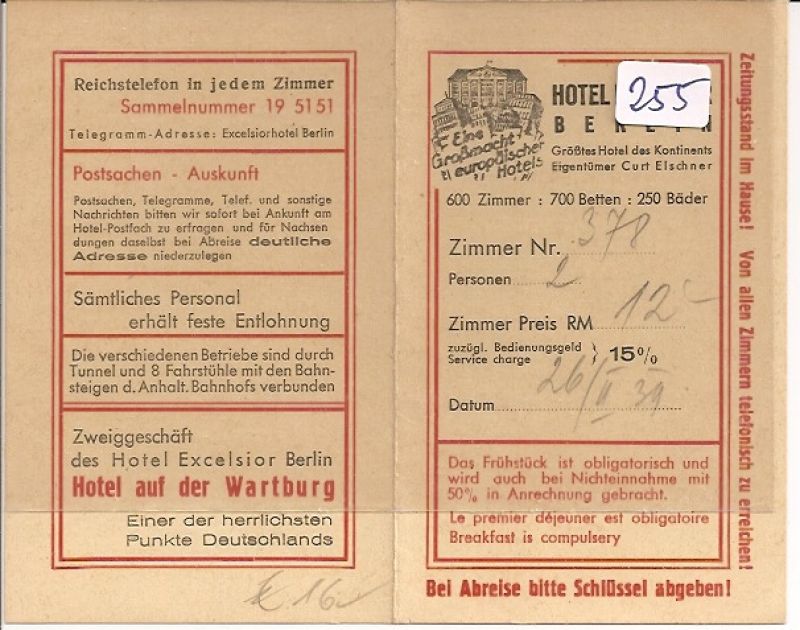 Reichstelefon in jedem Zimmer
Sammelnummer 19 51 51
Telegramm-Adresse: Excelsiorhotel Berlin
Postsachen - Auskunft
Postsachen, Telegramme, Telef. und sonstige
Nachrichten bitten wir sofort bei Ankunft am
Hotel-Postfach zu erfragen und für Nachsen
dungen daselbst bei Abreise deutliche
Adresse niederzulegen
Sämtliches Personal
erhält feste Entlohnung
Die verschiedenen Betriebe sind durch
Tunnel und 8 Fahrstühle mit den Bahn-
steigen d. Anhalt. Bahnhofs verbunden
Zweiggeschäft
des Hotel Excelsior Berlin
Hotel auf der Wartburg
Einer der herrlichsten
Punkte Deutschlands
Eine
Großmacht
europäischer
Hotels
HOTEL
255
BERLIN
Größtes Hotel des Kontinents
Eigentümer Curt Elschner
600 Zimmer : 700 Betten : 250 Bäder
Zimmer Nr. 378
Personen 2
Zimmer Preis RM 12.-
zuzügl. Bedienungsgeld
Service charge } 15%
Datum 26/II 39
Das Frühstück ist obligatorisch und
wird auch bei Nichteinnahme mit
50% in Anrechnung gebracht.
Le premier déjeuner est obligatoire
Breakfast is compulsery
Bei Abreise bitte Schlüssel abgeben!
Zeitungsstand im Hause! Von allen Zimmern telefonisch zu erreichen!